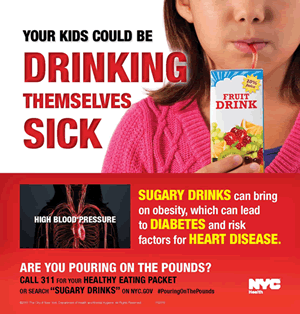 YOUR KIDS COULD BE
DRINKING
THEMSELVES
SICK
10%
Juice
FRUIT
DRINK
HIGH BLOOD PRESSURE
SUGARY DRINKS can bring
on obesity, which can lead
to DIABETES and risk
factors for HEART DISEASE.
ARE YOU POURING ON THE POUNDS?
CALL 311 FOR YOUR HEALTHY EATING PACKET
OR SEARCH “SUGARY DRINKS” ON NYC.GOV #PouringOnThePounds
NYC
Health